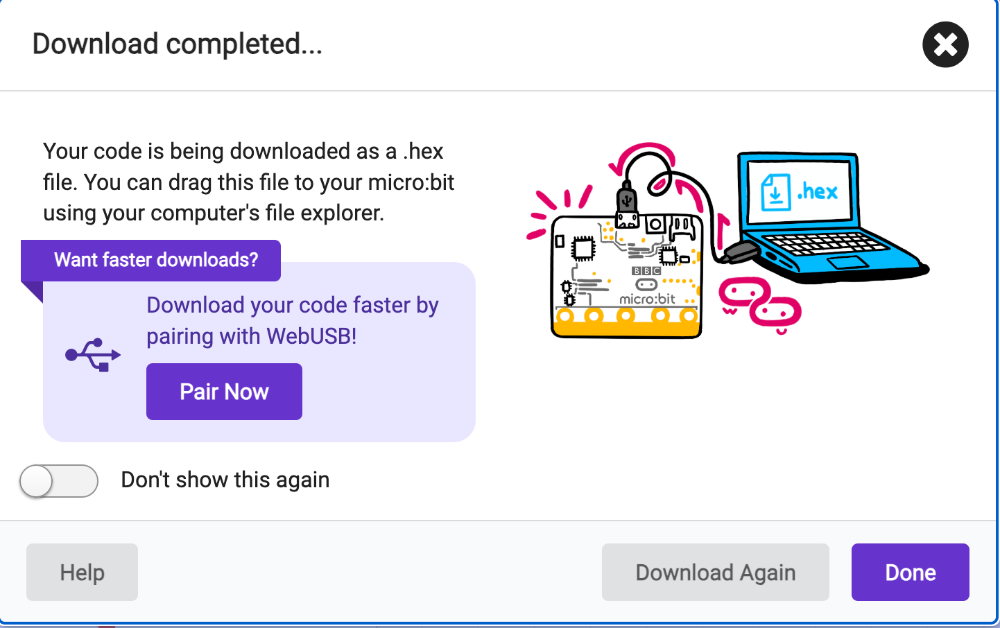 Download completed...
Your code is being downloaded as a .hex
file. You can drag this file to your micro:bit
using your computer's file explorer.
Want faster downloads?
Download your code faster by
pairing with WebUSB!
Pair Now
Don't show this again
.hex
BBC
micro:bit
Help
Download Again
Done